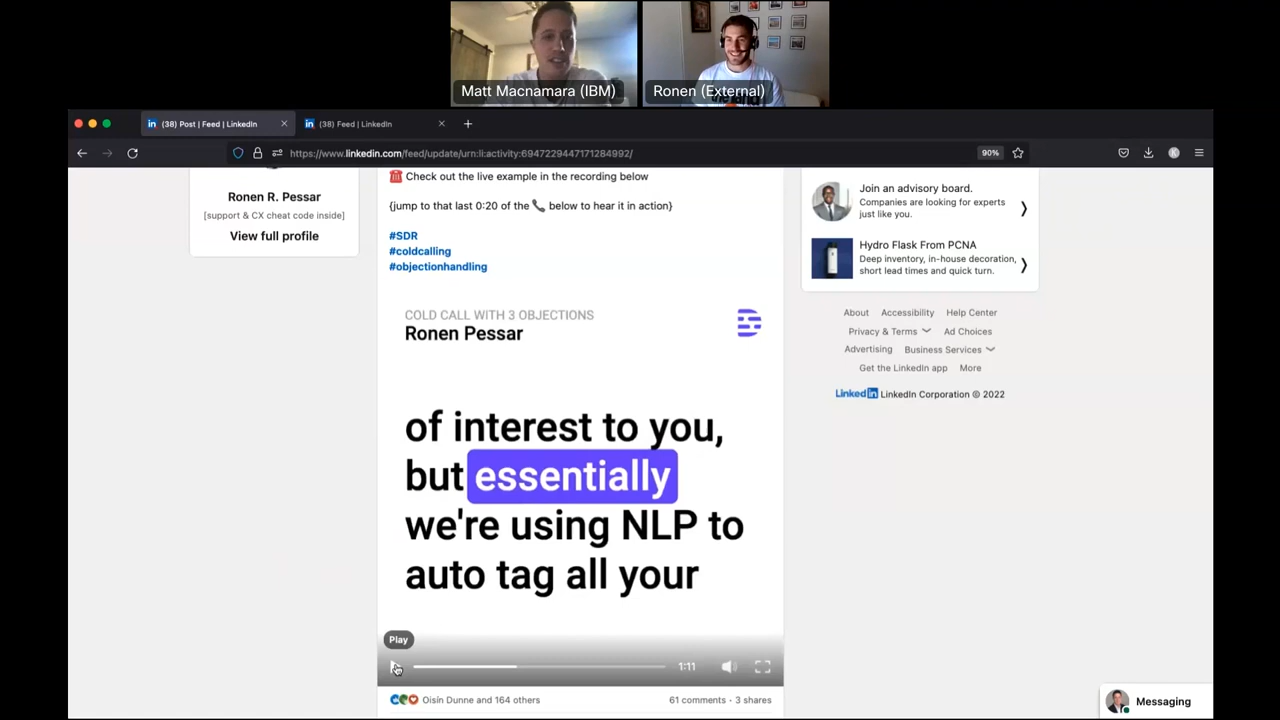 Matt Macnamara (IBM)
Ronen (External)
(38) Post | Feed | LinkedIn
(38) Feed | LinkedIn
https://www.linkedin.com/feed/update/urn:li:activity:6947229447171284992/
90%
K
Ronen R. Pessar
[support & CX cheat code inside]
View full profile
Check out the live example in the recording below
{jump to that last 0:20 of the 📞 below to hear it in action}
#SDR
#coldcalling
#objectionhandling
COLD CALL WITH 3 OBJECTIONS
Ronen Pessar
of interest to you,
but essentially
we're using NLP to
auto tag all your
Play
1:11
Oisín Dunne and 164 others
61 comments · 3 shares
Join an advisory board.
Companies are looking for experts
just like you.
Hydro Flask From PCNA
Deep inventory, in-house decoration,
short lead times and quick turn.
About Accessibility Help Center
Privacy & Terms Ad Choices
Advertising Business Services
Get the LinkedIn app More
LinkedIn LinkedIn Corporation © 2022
Messaging